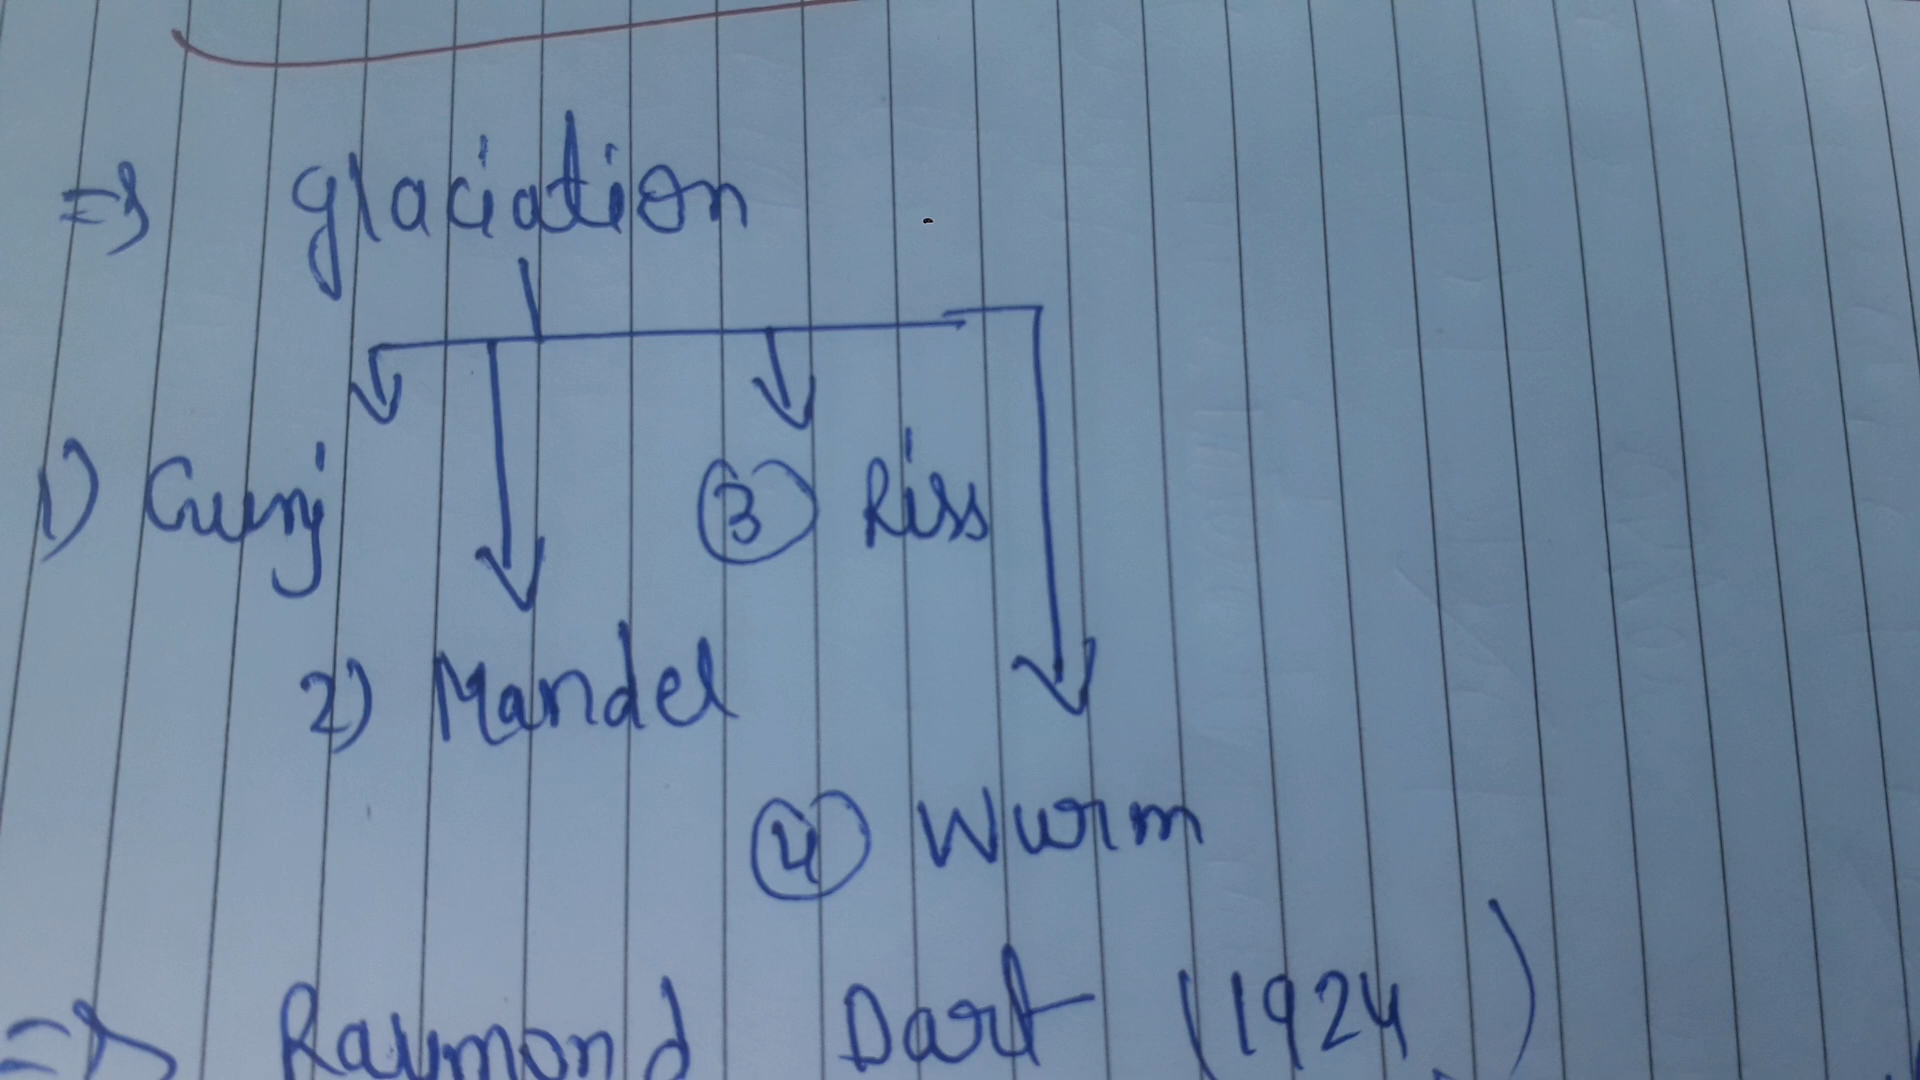 => glaciation
1) Gunj
③ Riss
2) Mandel
④ Wurm
=> Raymond Dart (1924)